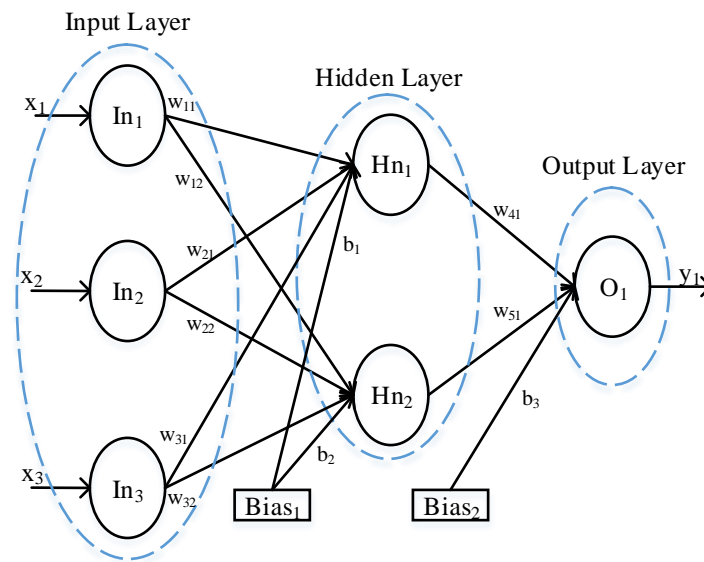 Input Layer
Hidden Layer
Output Layer
x₁
In₁
w₁₁
w₁₂
Hn₁
w₄₁
x₂
In₂
w₂₁
w₂₂
b₁
O₁
y₁
w₅₁
Hn₂
x₃
In₃
w₃₁
w₃₂
b₂
b₃
Bias₁
Bias₂